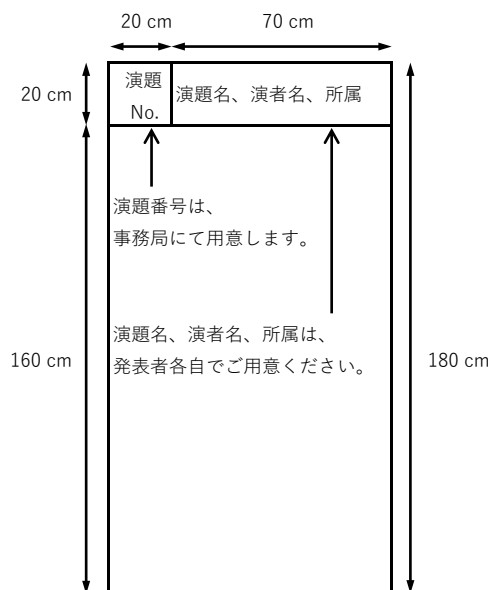 20 cm
70 cm
20 cm
演題
No.
演題名、演者名、所属
演題番号は、
事務局にて用意します。
演題名、演者名、所属は、
発表者各自でご用意ください。
160 cm
180 cm